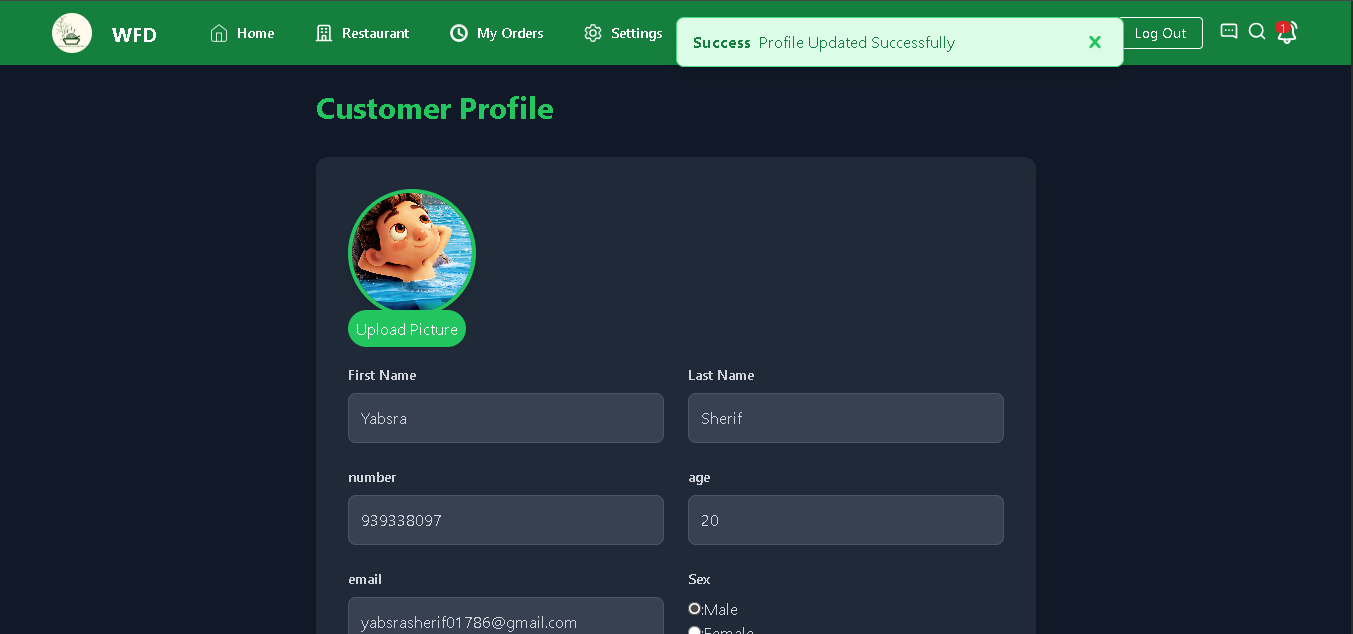 WFD Home Restaurant My Orders Settings Success Profile Updated Successfully X Log Out 1
Customer Profile
Upload Picture
First Name Last Name
Yabsra Sherif
number age
939338097 20
email Sex
:Male
yabsrasherif01786@gmail.com
:Female